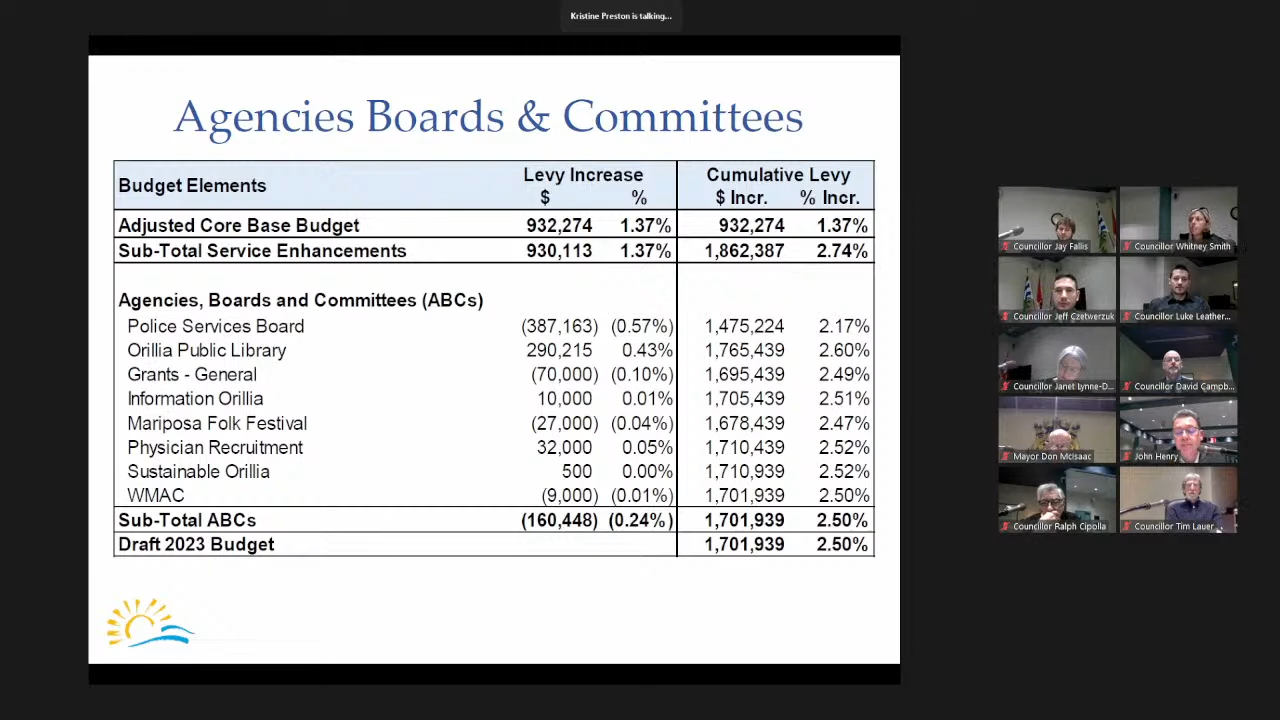 Kristine Preston is talking...
Agencies Boards & Committees
Budget Elements Levy Increase Cumulative Levy
$ % $ Incr. % Incr.
Adjusted Core Base Budget 932,274 1.37% 932,274 1.37%
Sub-Total Service Enhancements 930,113 1.37% 1,862,387 2.74%
Agencies, Boards and Committees (ABCs)
Police Services Board (387,163) (0.57%) 1,475,224 2.17%
Orillia Public Library 290,215 0.43% 1,765,439 2.60%
Grants - General (70,000) (0.10%) 1,695,439 2.49%
Information Orillia 10,000 0.01% 1,705,439 2.51%
Mariposa Folk Festival (27,000) (0.04%) 1,678,439 2.47%
Physician Recruitment 32,000 0.05% 1,710,439 2.52%
Sustainable Orillia 500 0.00% 1,710,939 2.52%
WMAC (9,000) (0.01%) 1,701,939 2.50%
Sub-Total ABCs (160,448) (0.24%) 1,701,939 2.50%
Draft 2023 Budget 1,701,939 2.50%
Councillor Jay Fallis Councillor Whitney Smith
Councillor Jeff Czetwerzuk Councillor Luke Leather...
Councillor Janet Lynne-D... Councillor David Campb...
Mayor Don McIsaac John Henry
Councillor Ralph Cipolla Councillor Tim Lauer